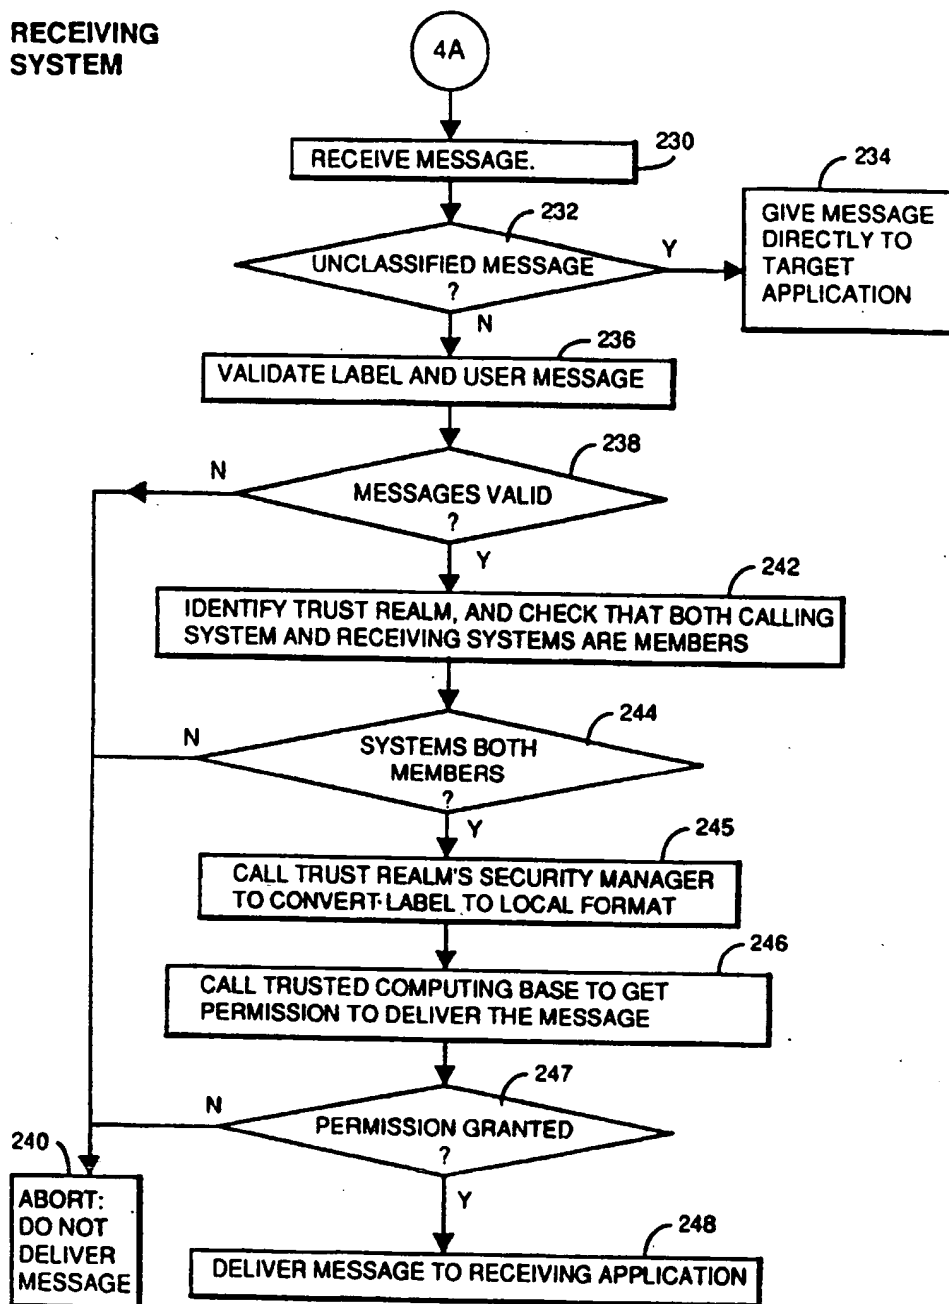 RECEIVING
SYSTEM
4A
RECEIVE MESSAGE.
230
232
UNCLASSIFIED MESSAGE
?
Y
N
234
GIVE MESSAGE
DIRECTLY TO
TARGET
APPLICATION
236
VALIDATE LABEL AND USER MESSAGE
238
N
MESSAGES VALID
?
Y
242
IDENTIFY TRUST REALM, AND CHECK THAT BOTH CALLING
SYSTEM AND RECEIVING SYSTEMS ARE MEMBERS
244
N
SYSTEMS BOTH
MEMBERS
?
Y
245
CALL TRUST REALM'S SECURITY MANAGER
TO CONVERT LABEL TO LOCAL FORMAT
246
CALL TRUSTED COMPUTING BASE TO GET
PERMISSION TO DELIVER THE MESSAGE
247
N
PERMISSION GRANTED
?
Y
240
ABORT:
DO NOT
DELIVER
MESSAGE
248
DELIVER MESSAGE TO RECEIVING APPLICATION